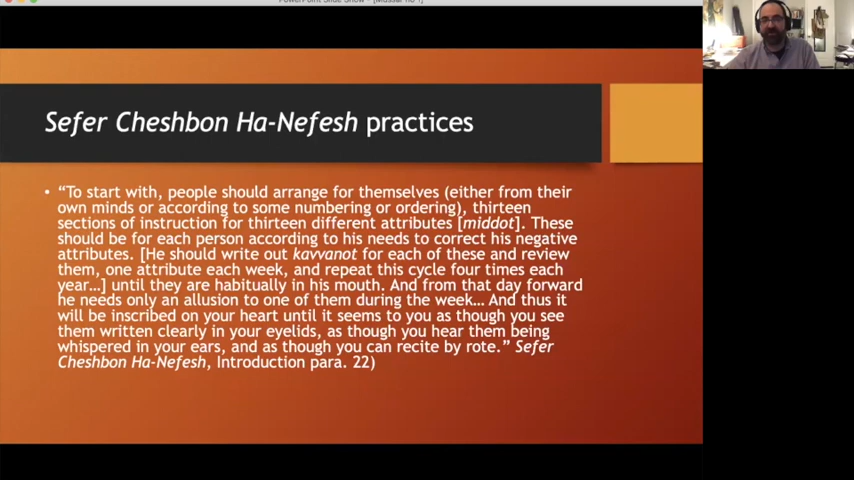 PowerPoint Slide Show - [Mussar no 1]
Sefer Cheshbon Ha-Nefesh practices
• “To start with, people should arrange for themselves (either from their
own minds or according to some numbering or ordering), thirteen
sections of instruction for thirteen different attributes [middot]. These
should be for each person according to his needs to correct his negative
attributes. [He should write out kavvanot for each of these and review
them, one attribute each week, and repeat this cycle four times each
year…] until they are habitually in his mouth. And from that day forward
he needs only an allusion to one of them during the week… And thus it
will be inscribed on your heart until it seems to you as though you see
them written clearly in your eyelids, as though you hear them being
whispered in your ears, and as though you can recite by rote.” Sefer
Cheshbon Ha-Nefesh, Introduction para. 22)